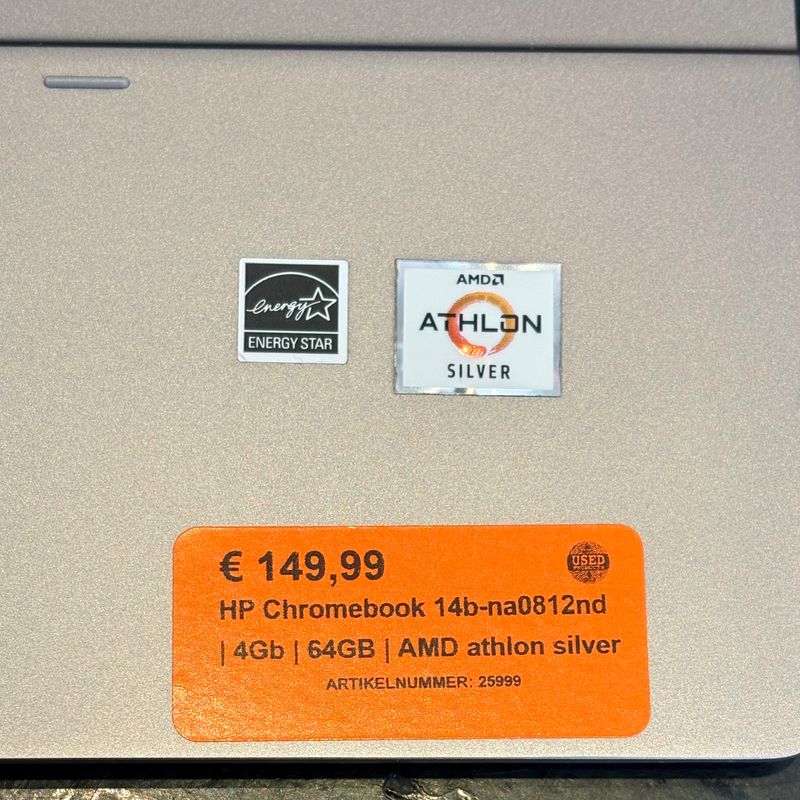 energy
ENERGY STAR
AMD
ATHLON
SILVER
€ 149,99
USED
PRODUCTS
HP Chromebook 14b-na0812nd
| 4Gb | 64GB | AMD athlon silver
ARTIKELNUMMER: 25999